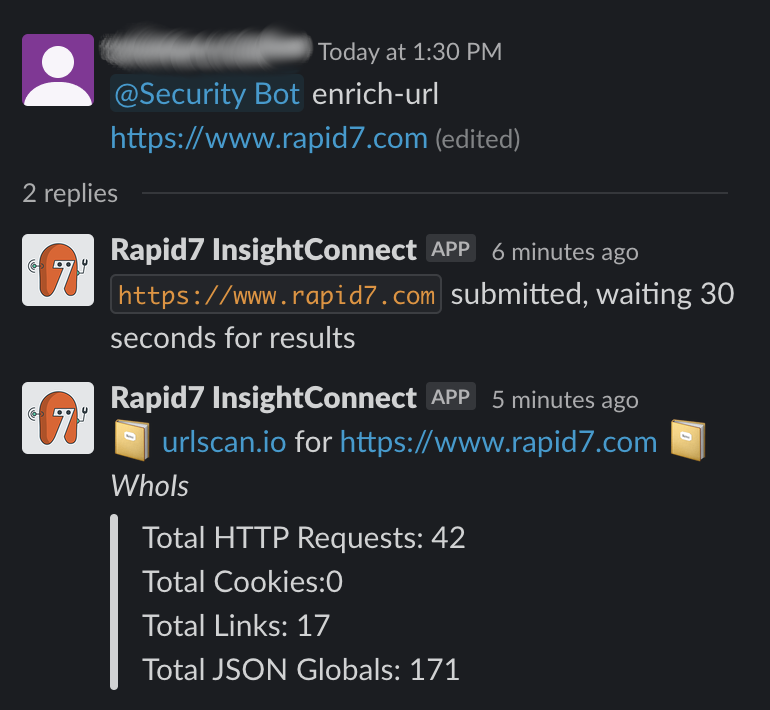 Today at 1:30 PM
@Security Bot enrich-url
https://www.rapid7.com (edited)
2 replies
Rapid7 InsightConnect APP 6 minutes ago
https://www.rapid7.com submitted, waiting 30
seconds for results
Rapid7 InsightConnect APP 5 minutes ago
urlscan.io for https://www.rapid7.com
WhoIs
Total HTTP Requests: 42
Total Cookies:0
Total Links: 17
Total JSON Globals: 171